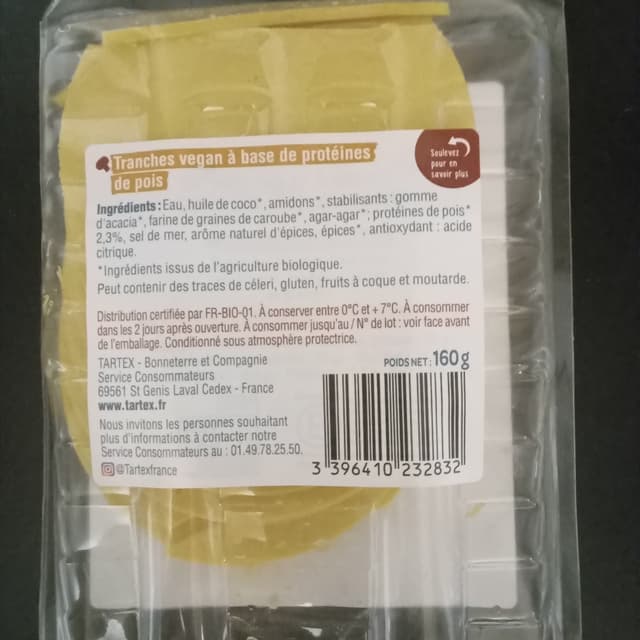 Tranches vegan à base de protéines
de pois
Soulevez
pour en
savoir plus
Ingrédients : Eau, huile de coco*, amidons*, stabilisants : gomme
d'acacia*, farine de graines de caroube*, agar-agar*; protéines de pois*
2,3%, sel de mer, arôme naturel d'épices, épices*, antioxydant : acide
citrique.
*Ingrédients issus de l'agriculture biologique.
Peut contenir des traces de céleri, gluten, fruits à coque et moutarde.
Distribution certifiée par FR-BIO-01. À conserver entre 0°C et + 7°C. À consommer
dans les 2 jours après ouverture. À consommer jusqu'au / N° de lot : voir face avant
de l'emballage. Conditionné sous atmosphère protectrice.
TARTEX - Bonneterre et Compagnie
Service Consommateurs
69561 St Genis Laval Cedex - France
www.tartex.fr
POIDS NET : 160g
Nous invitons les personnes souhaitant
plus d'informations à contacter notre
Service Consommateurs au : 01.49.78.25.50.
@Tartexfrance
3 396410 232832